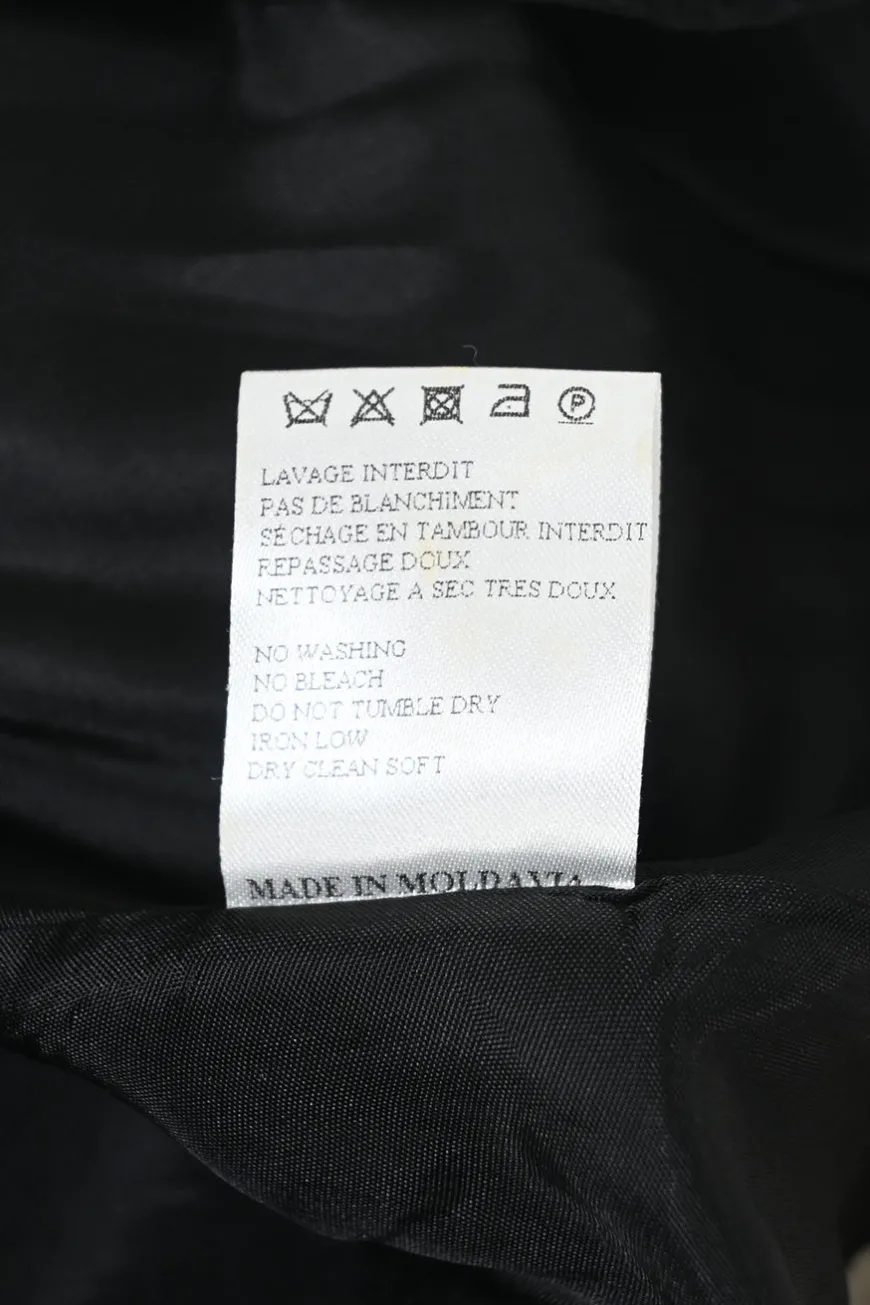 P
LAVAGE INTERDIT
PAS DE BLANCHIMENT
SÉCHAGE EN TAMBOUR INTERDIT
REPASSAGE DOUX
NETTOYAGE A SEC TRES DOUX
NO WASHING
NO BLEACH
DO NOT TUMBLE DRY
IRON LOW
DRY CLEAN SOFT
MADE IN MOLDAVIA